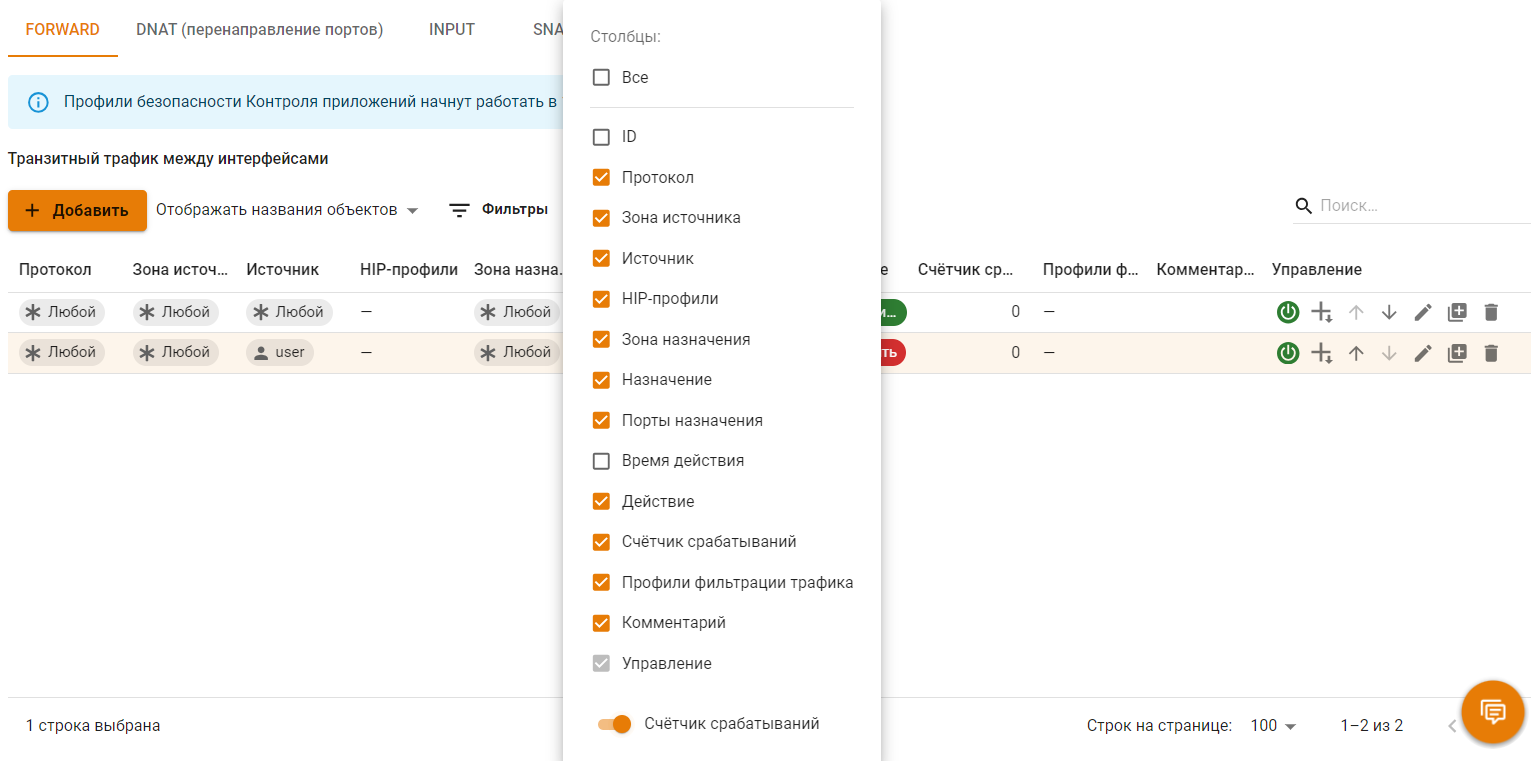 FORWARD DNAT (перенаправление портов) INPUT SNA
Столбцы:
Все
Профили безопасности Контроля приложений начнут работать в
ID
Транзитный трафик между интерфейсами
Протокол
Добавить Отображать названия объектов Фильтры
Поиск...
Зона источника
Источник
Протокол Зона источ... Источник HIP-профили Зона назна... Счётчик ср... Профили ф... Комментар... Управление
HIP-профили
Любой Любой Любой — Любой 0 —
Зона назначения
Любой Любой user — Любой ть 0 —
Назначение
Порты назначения
Время действия
Действие
Счётчик срабатываний
Профили фильтрации трафика
Комментарий
Управление
Счётчик срабатываний
1 строка выбрана Строк на странице: 100 1–2 из 2